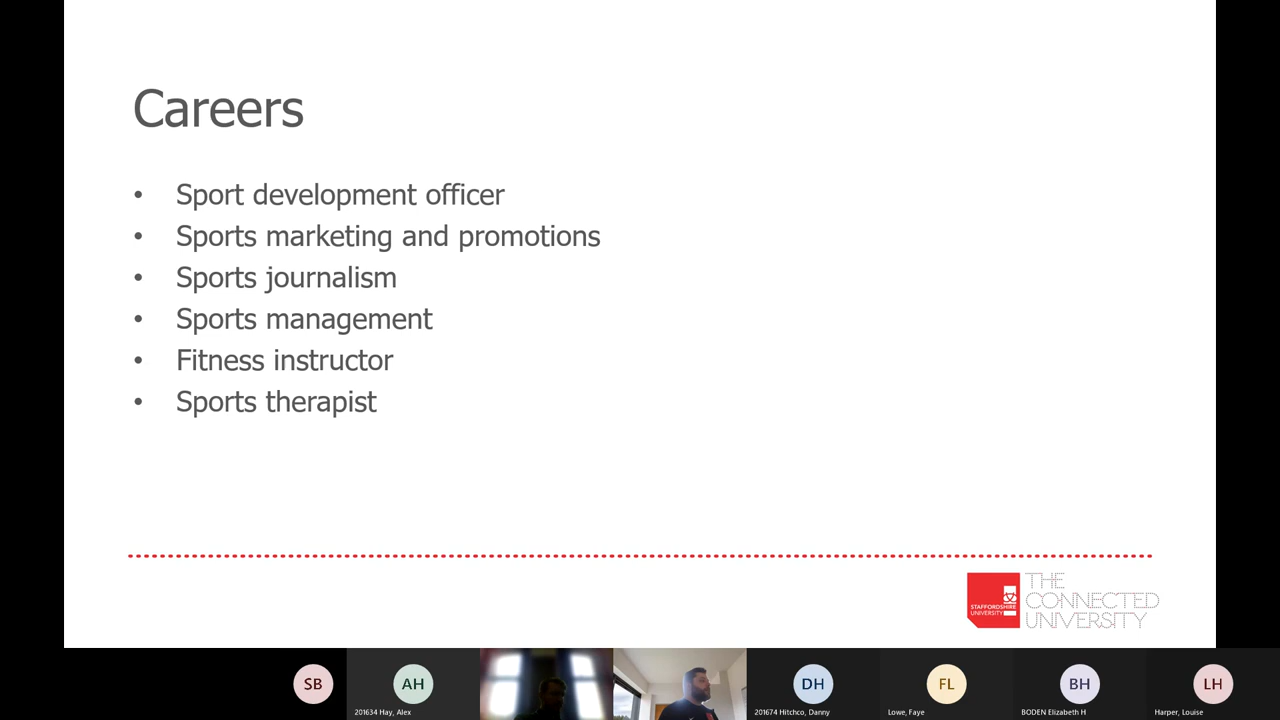 Careers
• Sport development officer
• Sports marketing and promotions
• Sports journalism
• Sports management
• Fitness instructor
• Sports therapist
STAFFORDSHIRE
UNIVERSITY
THE
CONNECTED
UNIVERSITY
SB
AH
DH
FL
BH
LH
201634 Hay, Alex
201674 Hitchco, Danny
Lowe, Faye
BODEN Elizabeth H
Harper, Louise